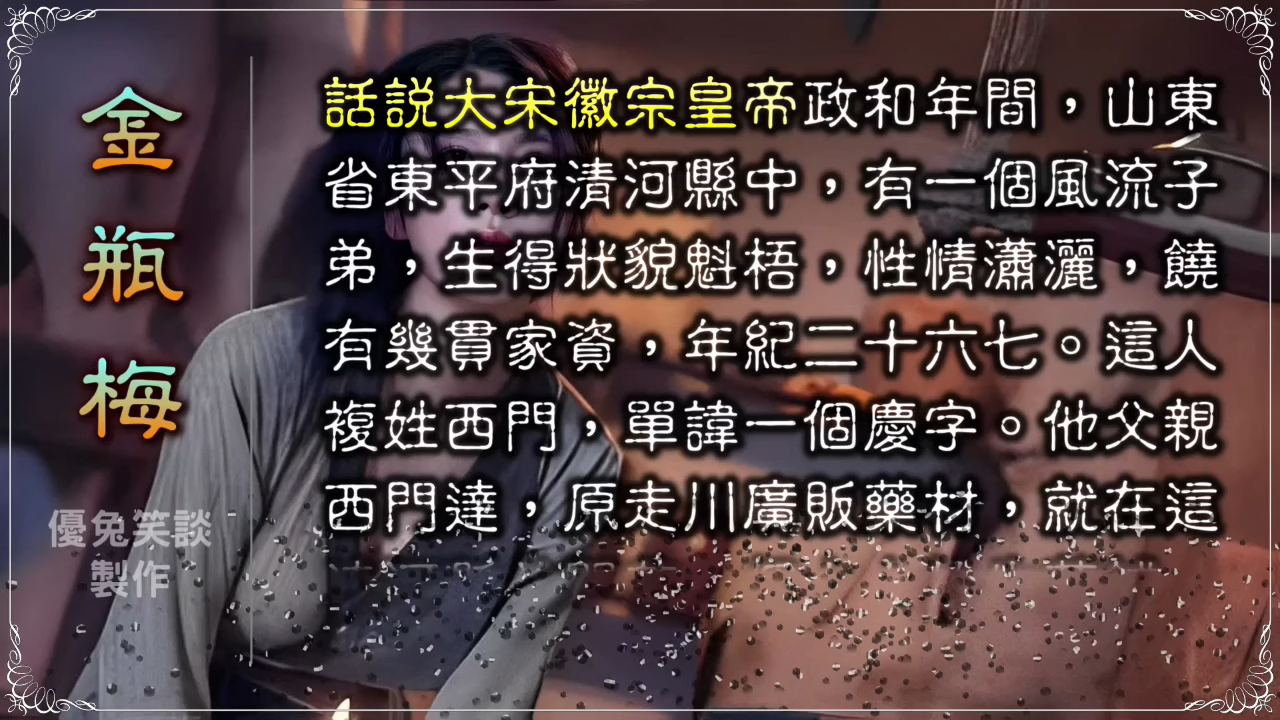 金瓶梅
優兔笑談
製作
話説大宋徽宗皇帝政和年間，山東
省東平府清河縣中，有一個風流子
弟，生得狀貌魁梧，性情瀟灑，饒
有幾貫家資，年紀二十六七。這人
複姓西門，單諱一個慶字。他父親
西門達，原走川廣販藥材，就在這